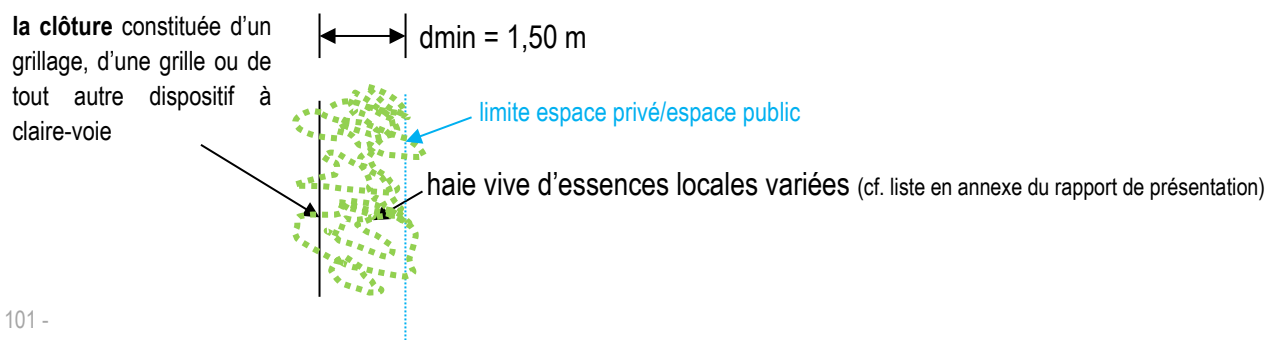 la clôture constituée d'un
grillage, d'une grille ou de
tout autre dispositif à
claire-voie
dmin = 1,50 m
limite espace privé/espace public
haie vive d'essences locales variées (cf. liste en annexe du rapport de présentation)
101 -